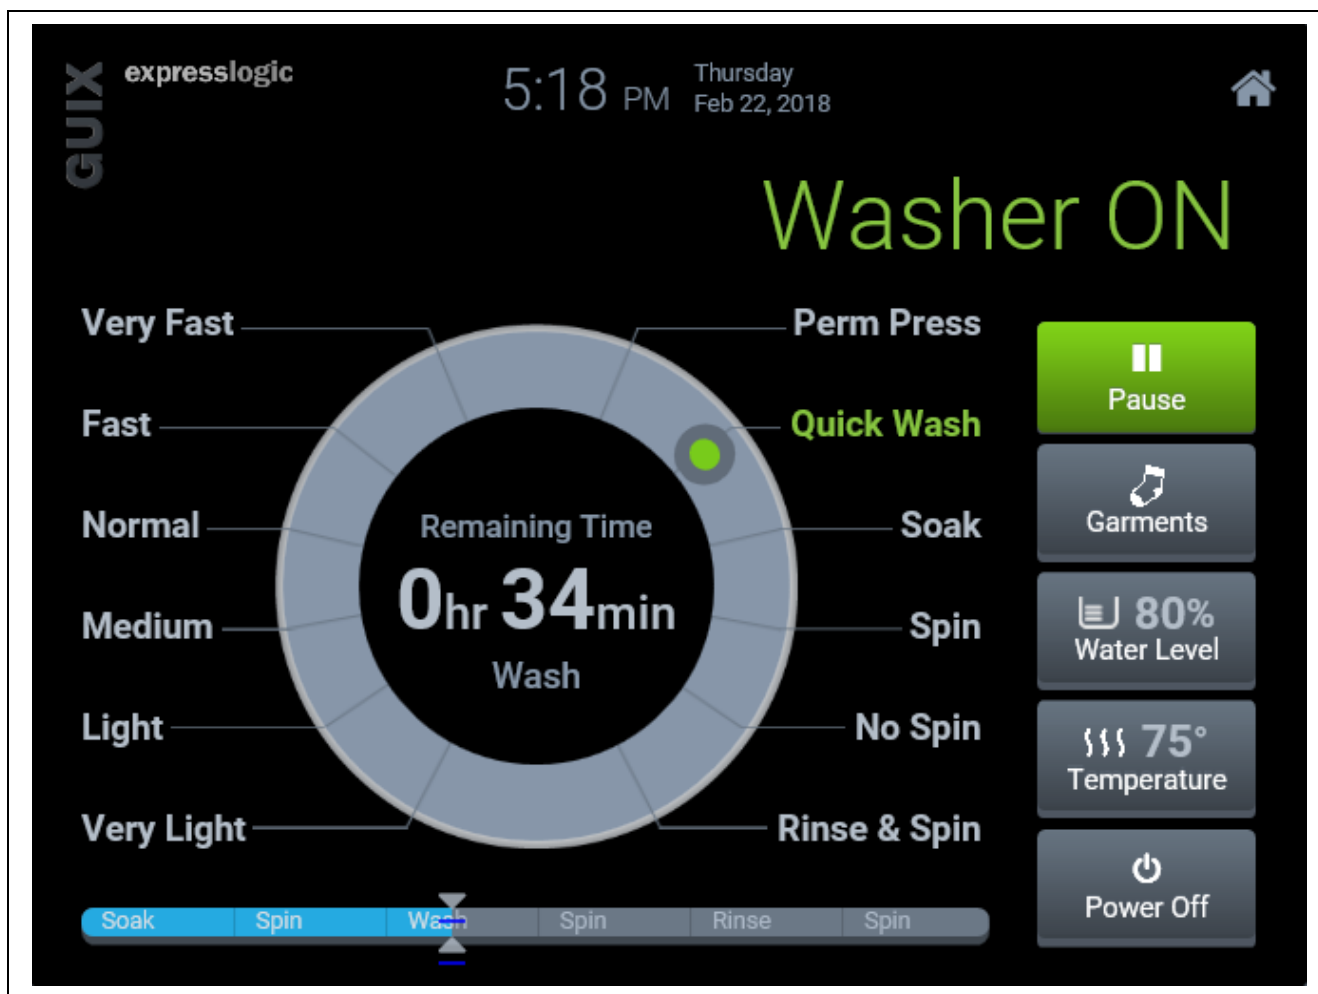 GUIX
expresslogic
5:18 PM
Thursday
Feb 22, 2018
Washer ON
Very Fast
Fast
Normal
Medium
Light
Very Light
Perm Press
Quick Wash
Soak
Spin
No Spin
Rinse & Spin
Remaining Time
0hr 34min
Wash
Pause
Garments
80%
Water Level
75°
Temperature
Power Off
Soak Spin Wash Spin Rinse Spin